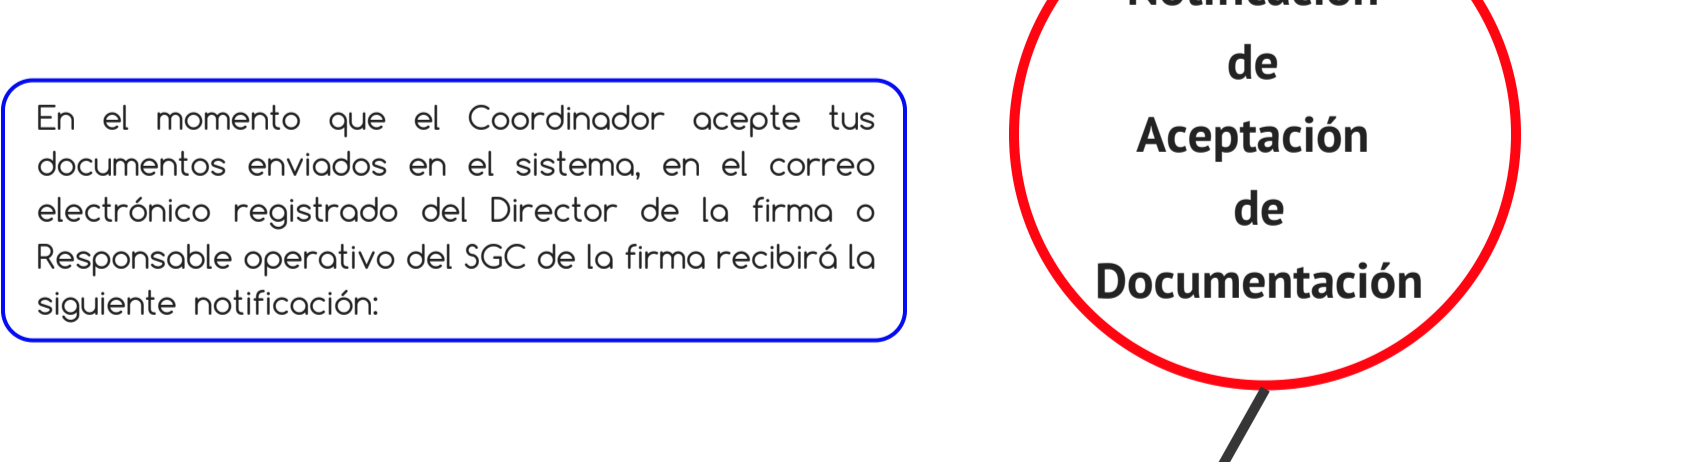 En el momento que el Coordinador acepte tus
documentos enviados en el sistema, en el correo
electrónico registrado del Director de la firma o
Responsable operativo del SGC de la firma recibirá la
siguiente notificación:
Notificación
de
Aceptación
de
Documentación